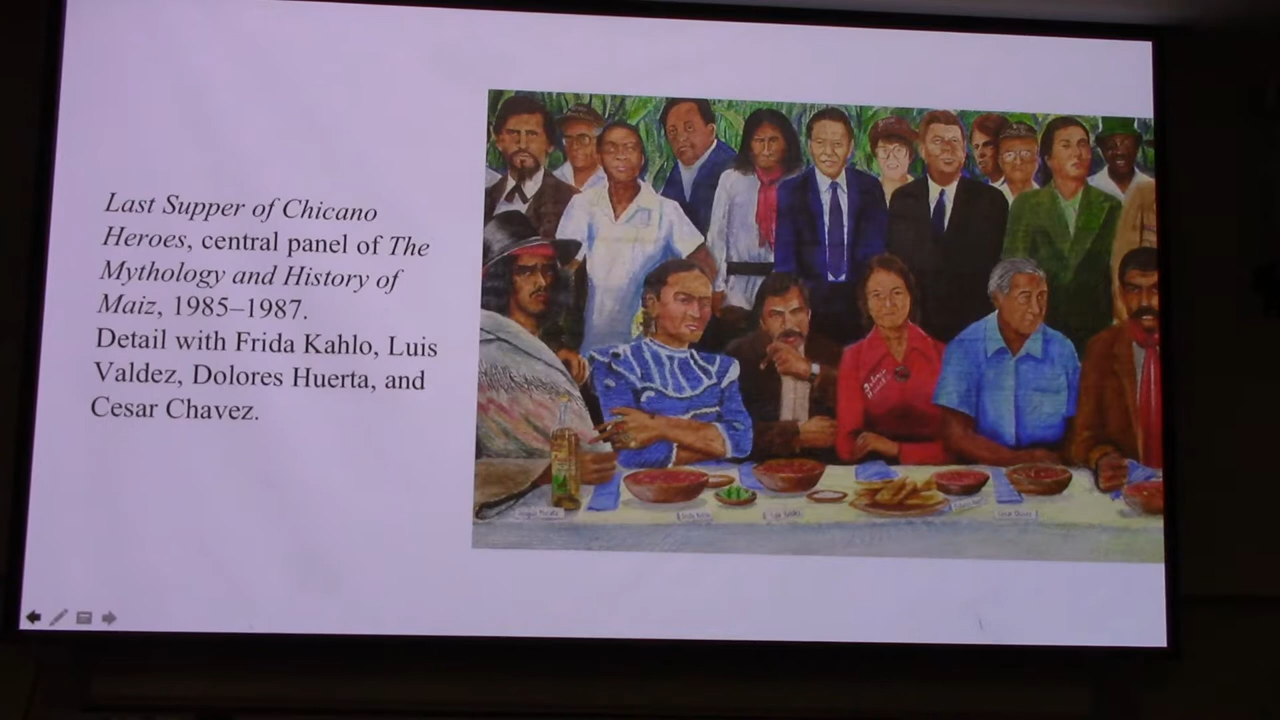 Last Supper of Chicano
Heroes, central panel of The
Mythology and History of
Maiz, 1985–1987.
Detail with Frida Kahlo, Luis
Valdez, Dolores Huerta, and
Cesar Chavez.